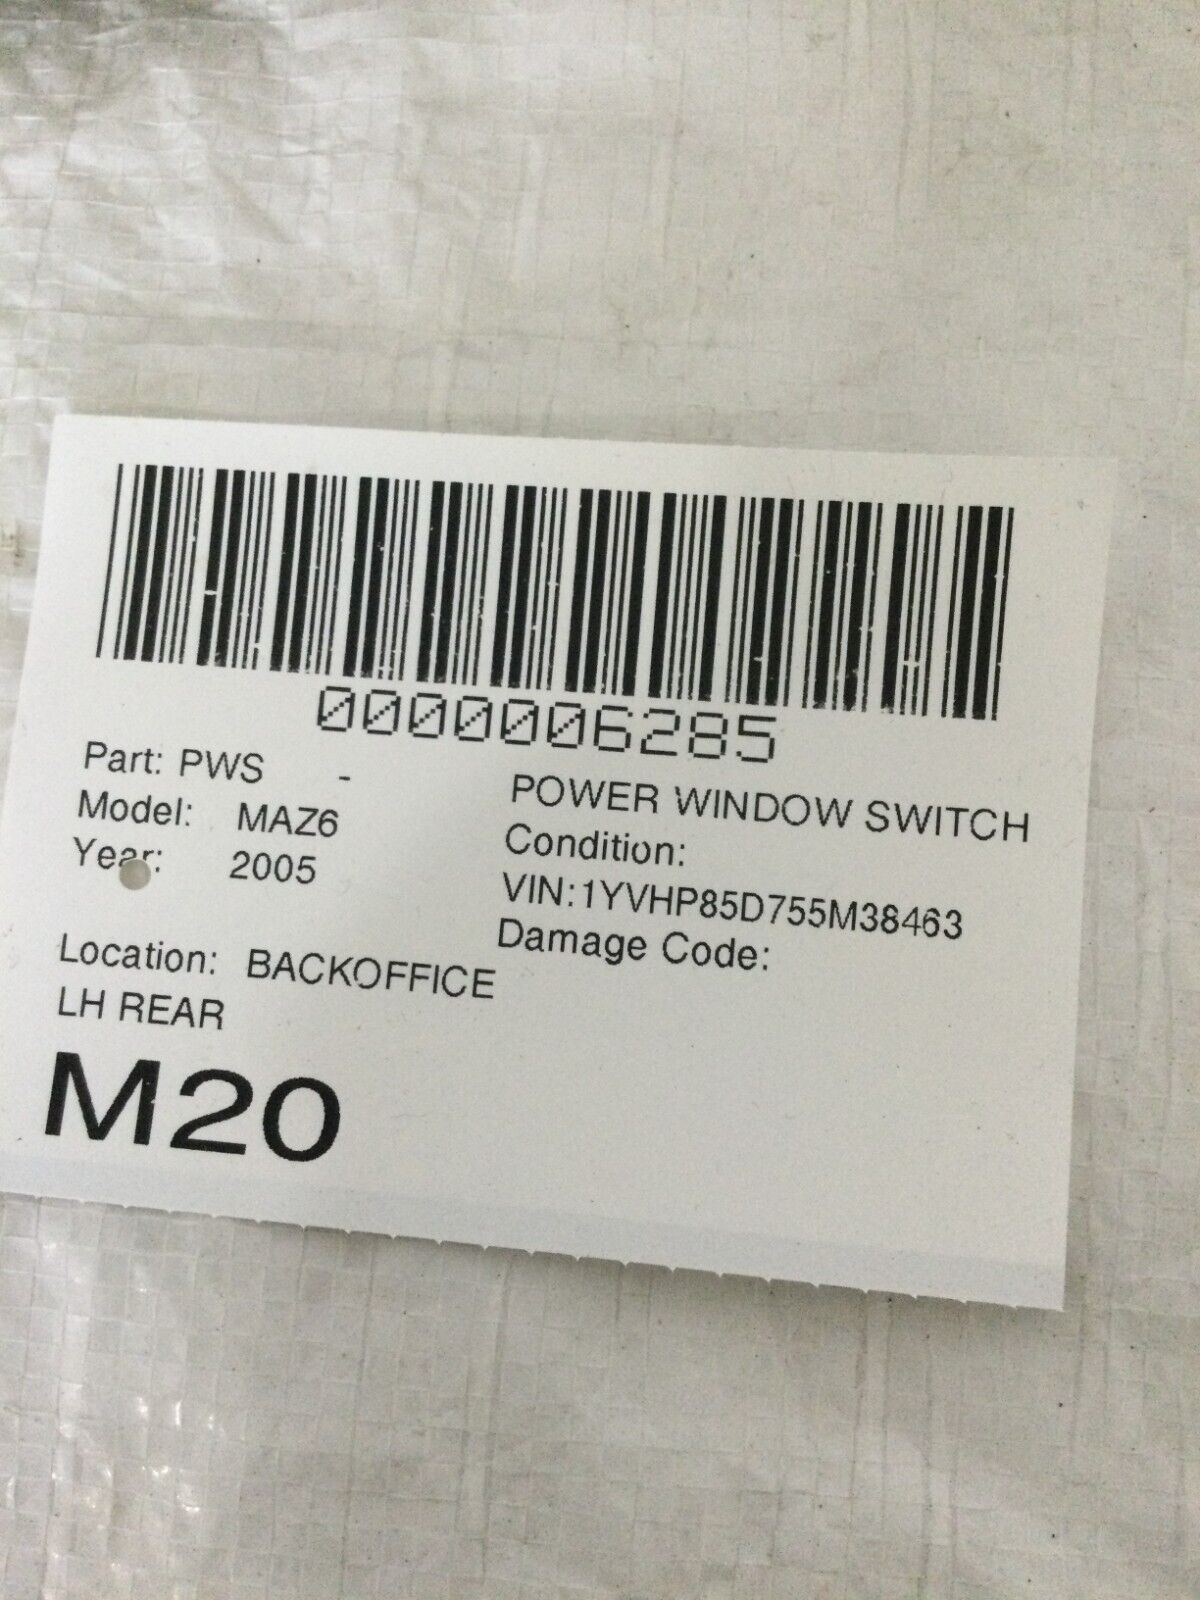 0000006285
Part: PWS - POWER WINDOW SWITCH
Model: MAZ6 Condition:
Year: 2005 VIN:1YVHP85D755M38463
Damage Code:
Location: BACKOFFICE
LH REAR
M20